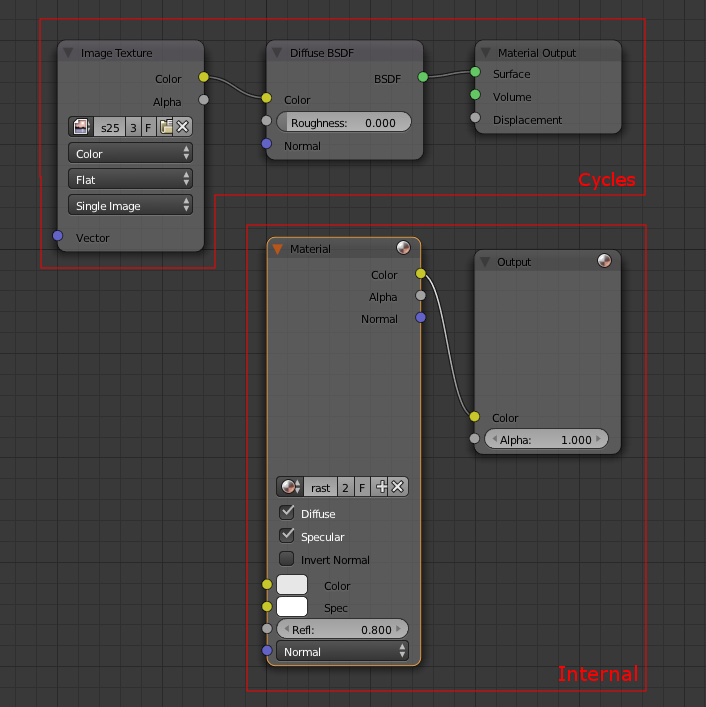 Image Texture
Color
Alpha
s25 3 F
Color
Flat
Single Image
Vector
Diffuse BSDF
BSDF
Color
Roughness: 0.000
Normal
Material Output
Surface
Volume
Displacement
Cycles
Material
Color
Alpha
Normal
rast 2 F
Diffuse
Specular
Invert Normal
Color
Spec
Refl: 0.800
Normal
Output
Color
Alpha: 1.000
Internal